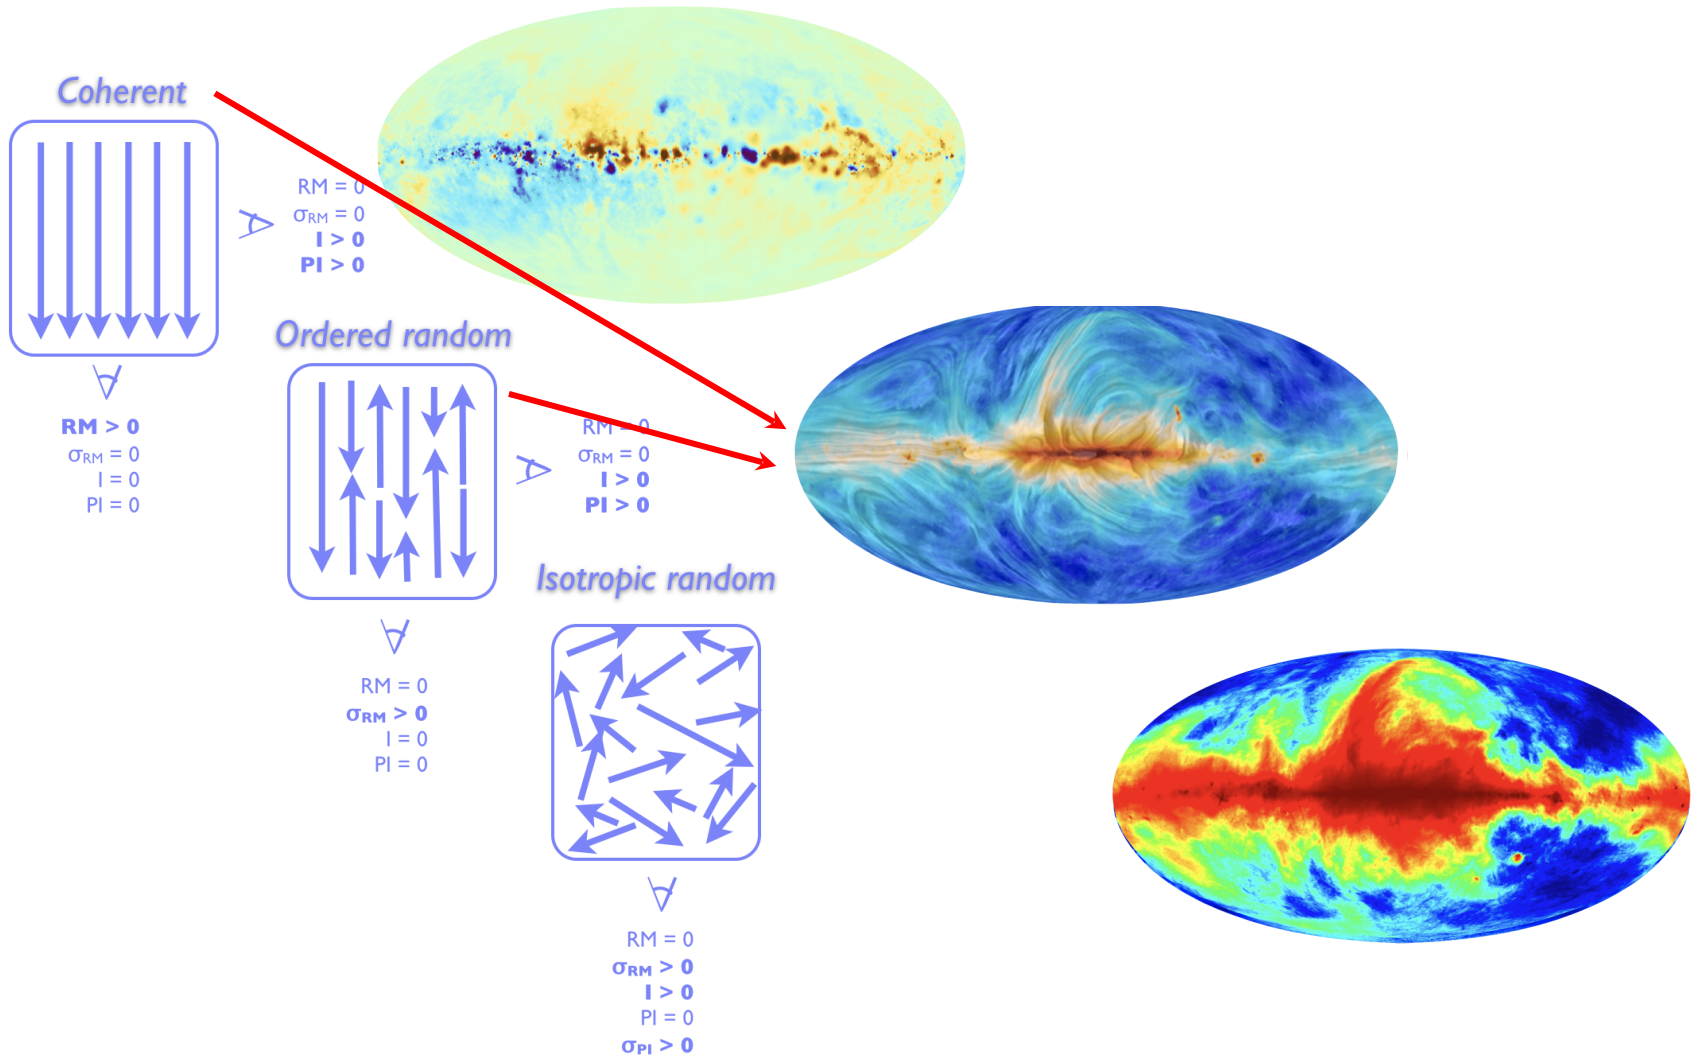 Coherent
RM = 0
σRM = 0
I > 0
PI > 0
RM > 0
σRM = 0
I = 0
PI = 0
Ordered random
RM = 0
σRM = 0
I > 0
PI > 0
RM = 0
σRM > 0
I = 0
PI = 0
Isotropic random
RM = 0
σRM > 0
I > 0
PI = 0
σPI > 0